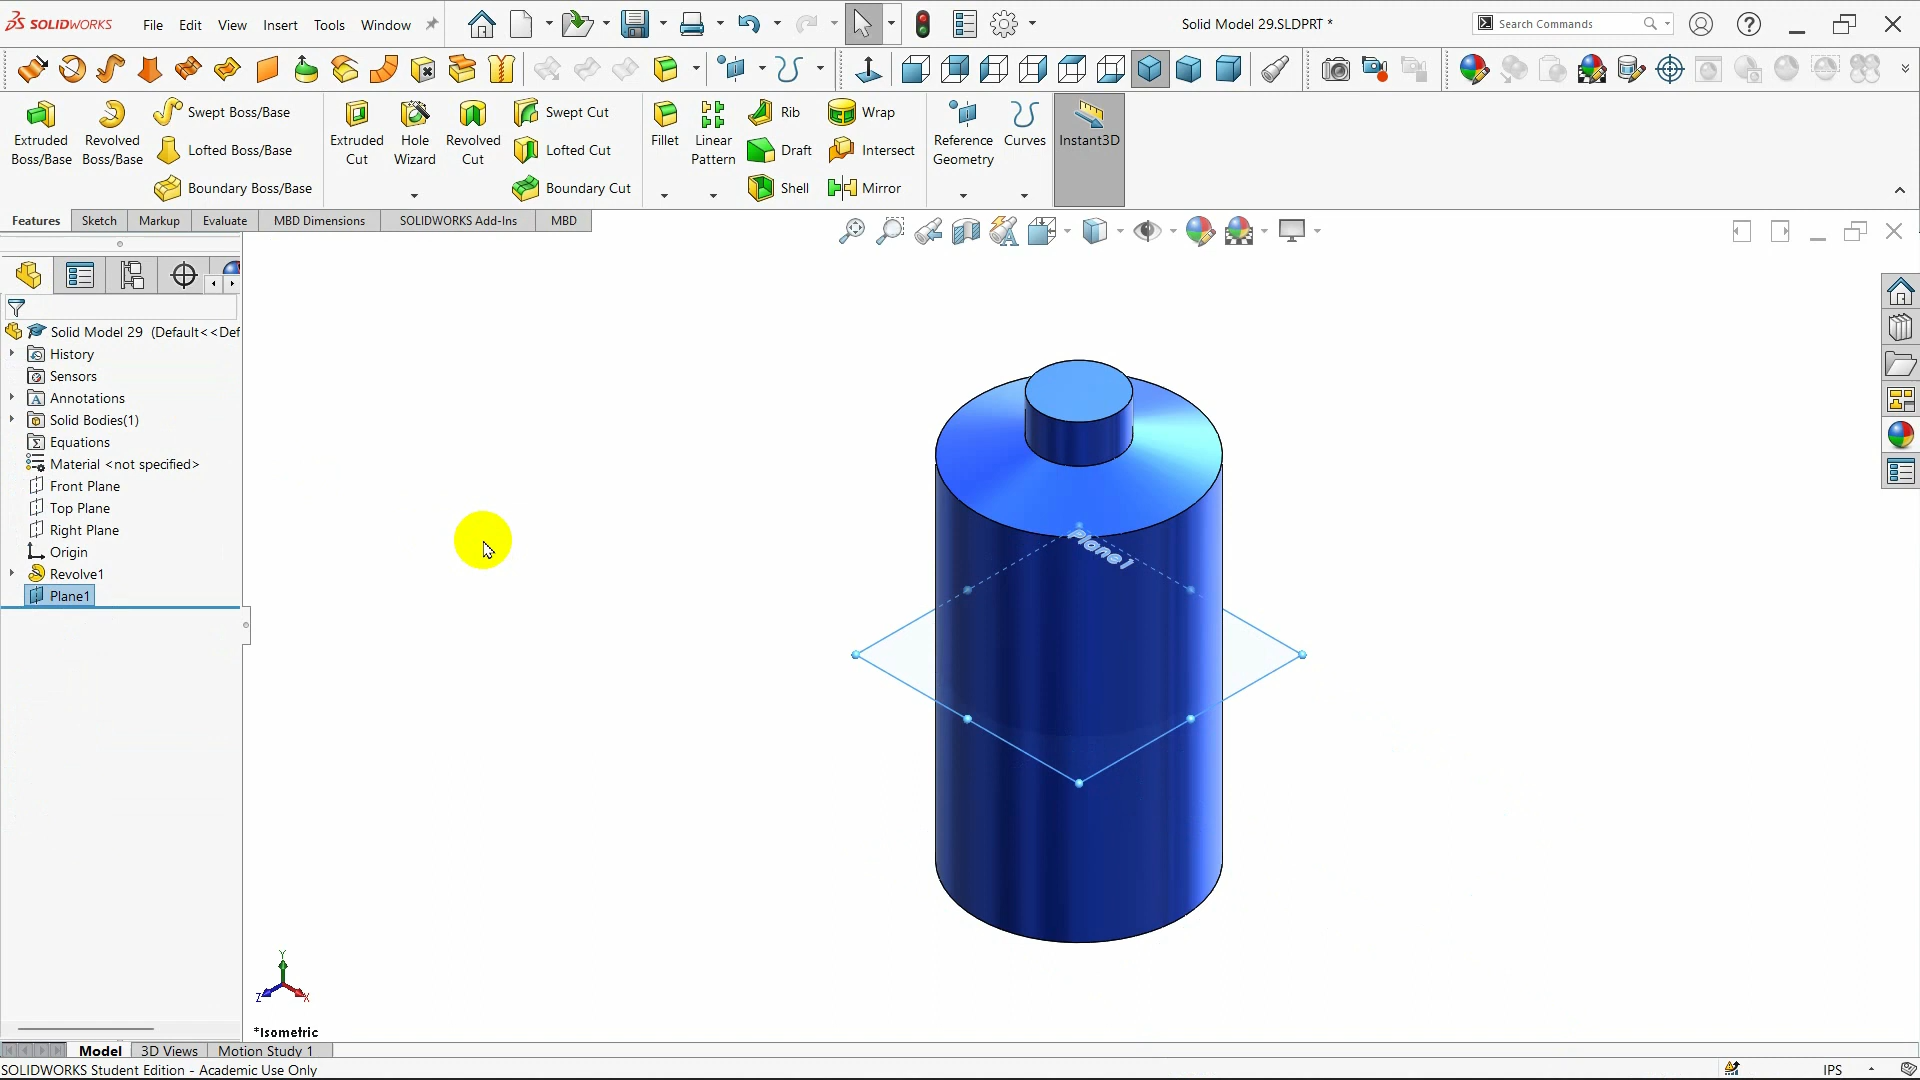 SOLIDWORKS File Edit View Insert Tools Window Solid Model 29.SLDPRT * Search Commands
Extruded Boss/Base
Revolved Boss/Base
Swept Boss/Base
Lofted Boss/Base
Boundary Boss/Base
Extruded Cut
Hole Wizard
Revolved Cut
Swept Cut
Lofted Cut
Boundary Cut
Fillet
Linear Pattern
Rib
Draft
Shell
Wrap
Intersect
Mirror
Reference Geometry
Curves
Instant3D
Features Sketch Markup Evaluate MBD Dimensions SOLIDWORKS Add-Ins MBD
Solid Model 29 (Default<<Def
History
Sensors
Annotations
Solid Bodies(1)
Equations
Material <not specified>
Front Plane
Top Plane
Right Plane
Origin
Revolve1
Plane1
Plane1
Y
Z
X
*Isometric
Model 3D Views Motion Study 1
SOLIDWORKS Student Edition - Academic Use Only IPS